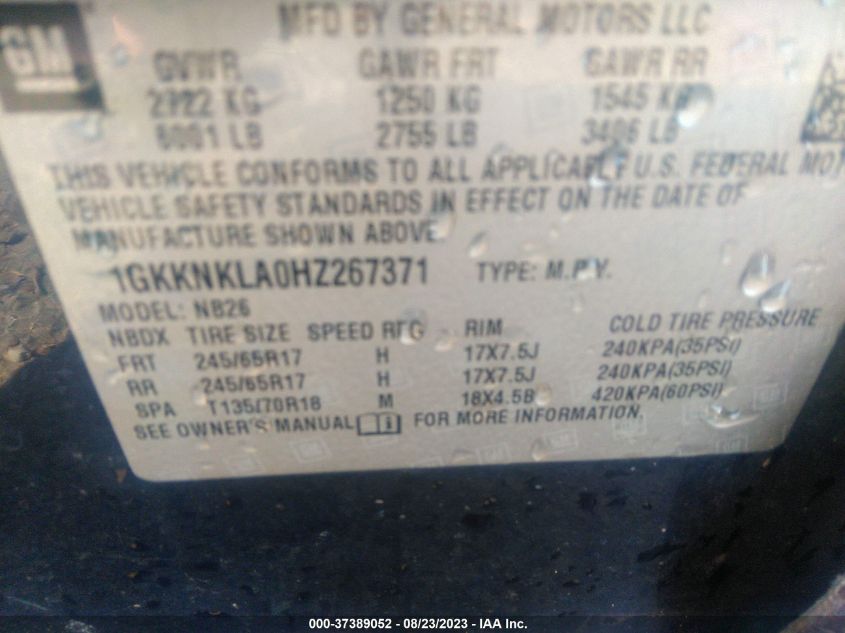 GM
MFD BY GENERAL MOTORS LLC
GVWR GAWR FRT GAWR RR
2722 KG 1250 KG 1545 KG
6001 LB 2755 LB 3406 LB
THIS VEHICLE CONFORMS TO ALL APPLICABLE U.S. FEDERAL MOT
VEHICLE SAFETY STANDARDS IN EFFECT ON THE DATE OF
MANUFACTURE SHOWN ABOVE.
1GKKNKLA0HZ267371 TYPE: M.P.V.
MODEL: NB26
NBDX TIRE SIZE SPEED RTG RIM COLD TIRE PRESSURE
FRT 245/65R17 H 17X7.5J 240KPA(35PSI)
RR 245/65R17 H 17X7.5J 240KPA(35PSI)
SPA T135/70R18 M 18X4.5B 420KPA(60PSI)
SEE OWNER'S MANUAL FOR MORE INFORMATION.
000-37389052 - 08/23/2023 - IAA Inc.